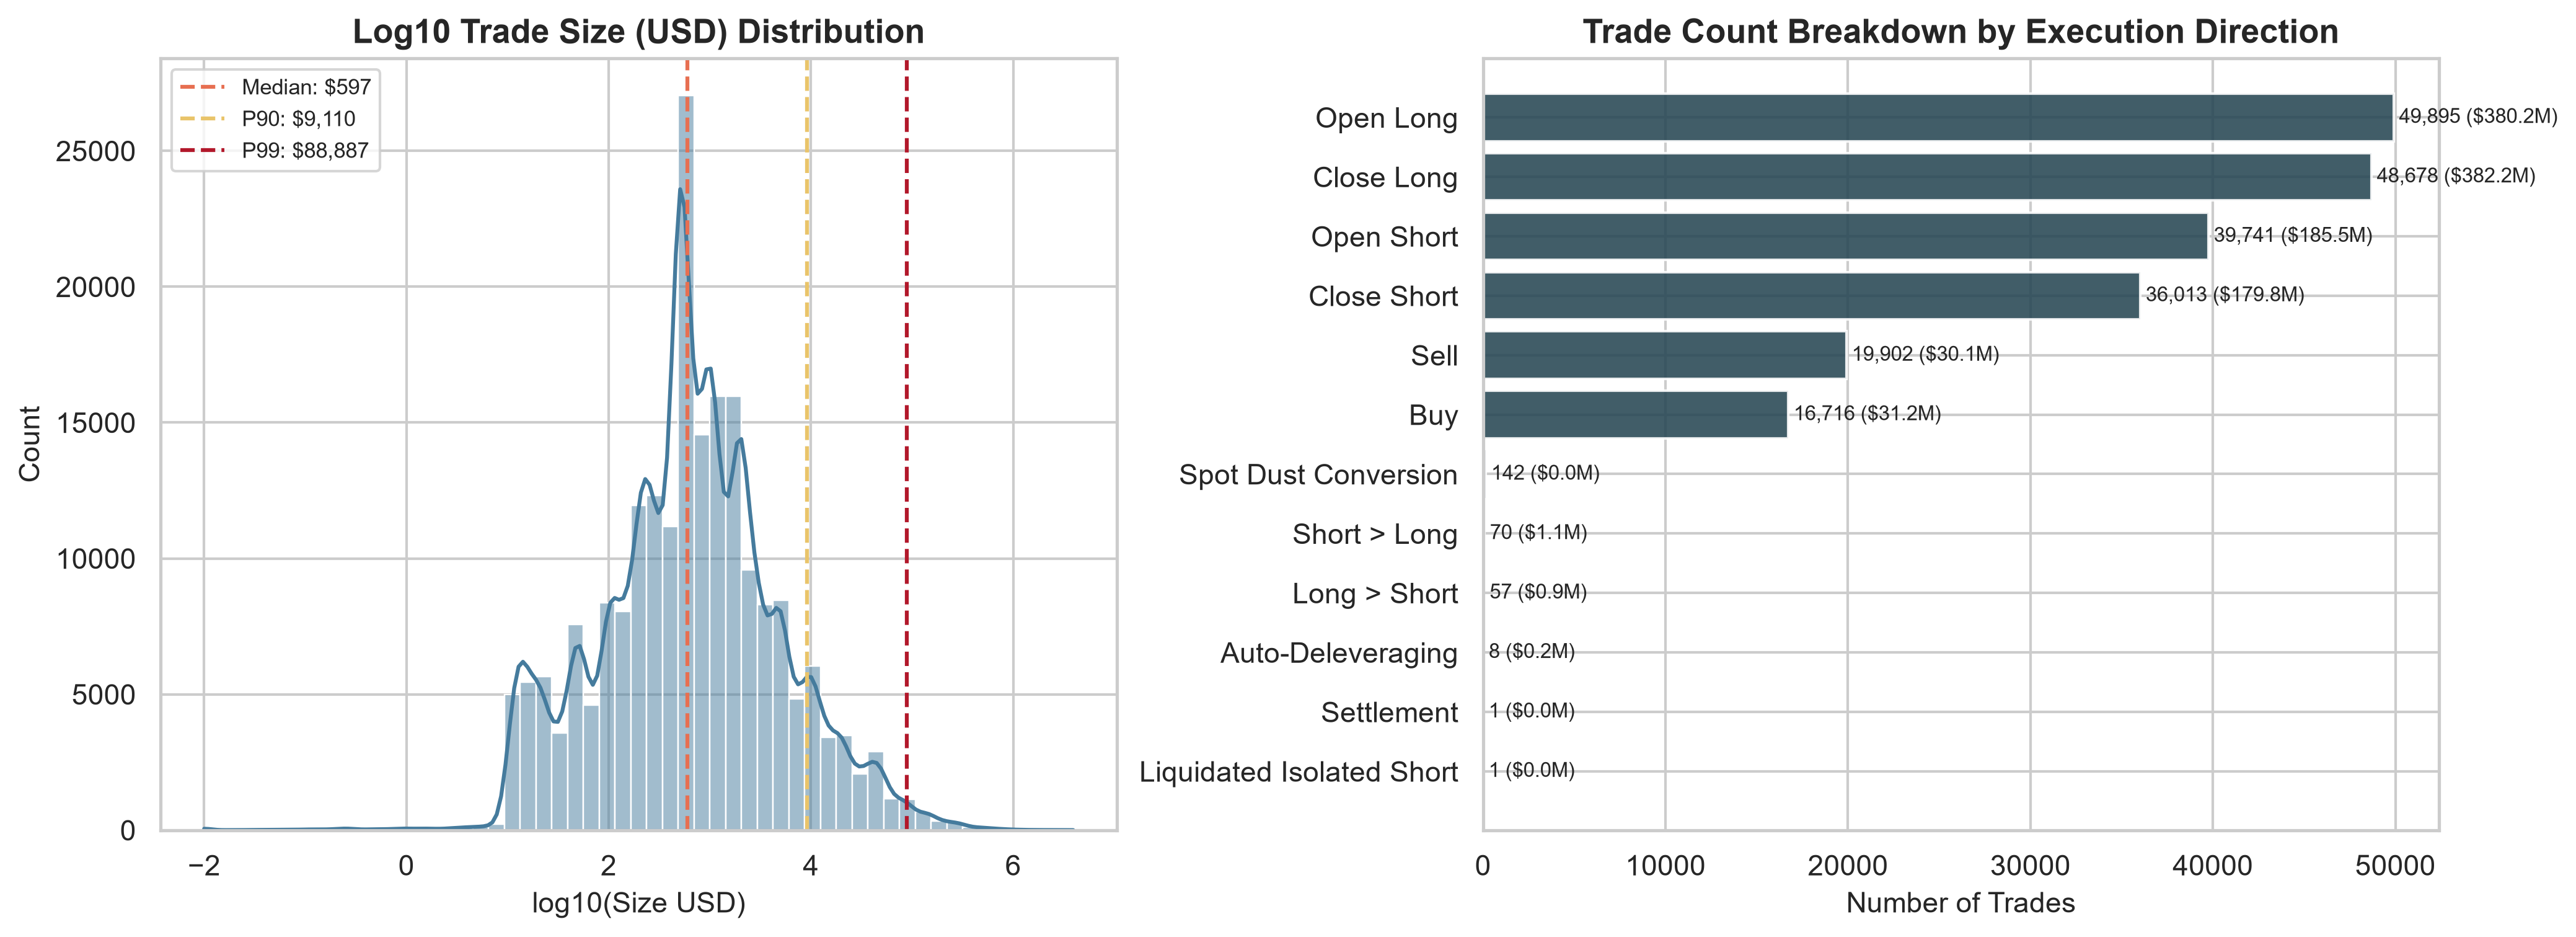 Log10 Trade Size (USD) Distribution
Median: $597
P90: $9,110
P99: $88,887
25000
20000
15000
10000
5000
0
Count
−2
0
2
4
6
log10(Size USD)
Trade Count Breakdown by Execution Direction
Open Long
49,895 ($380.2M)
Close Long
48,678 ($382.2M)
Open Short
39,741 ($185.5M)
Close Short
36,013 ($179.8M)
Sell
19,902 ($30.1M)
Buy
16,716 ($31.2M)
Spot Dust Conversion
142 ($0.0M)
Short > Long
70 ($1.1M)
Long > Short
57 ($0.9M)
Auto-Deleveraging
8 ($0.2M)
Settlement
1 ($0.0M)
Liquidated Isolated Short
1 ($0.0M)
0
10000
20000
30000
40000
50000
Number of Trades